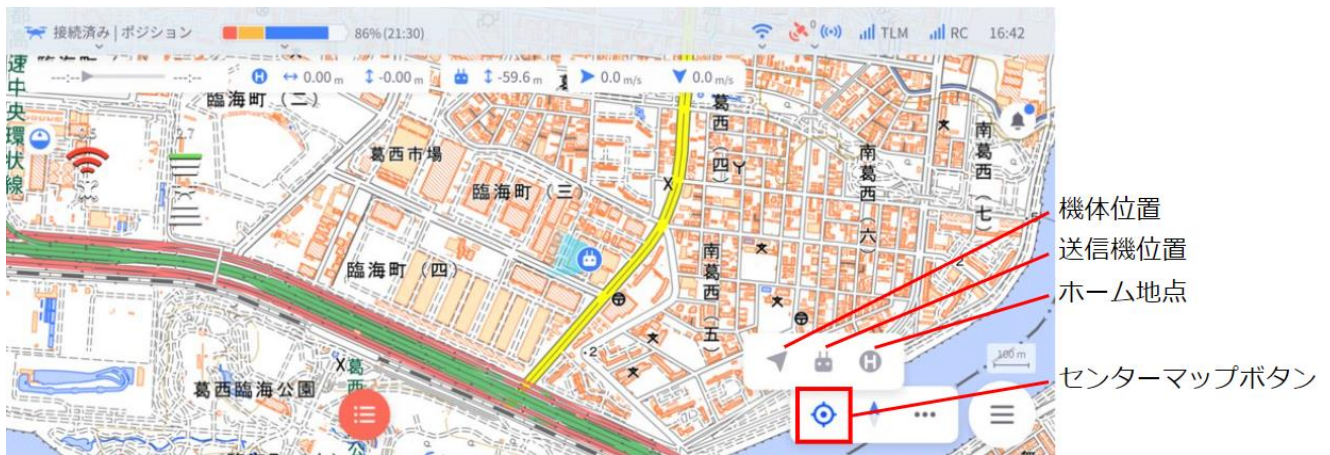 接続済み | ポジション 86% (21:30) TLM RC 16:42
---:-- ---:-- H 0.00 m -0.00 m -59.6 m 0.0 m/s 0.0 m/s
速中央環状線
臨海町(二)
葛西市場
臨海町(三)
臨海町(四)
葛西(四)
南葛西(六)
南葛西(七)
南葛西(五)
2.7
2
2
H
100 m
葛西臨海公園
機体位置
送信機位置
ホーム地点
センターマップボタン